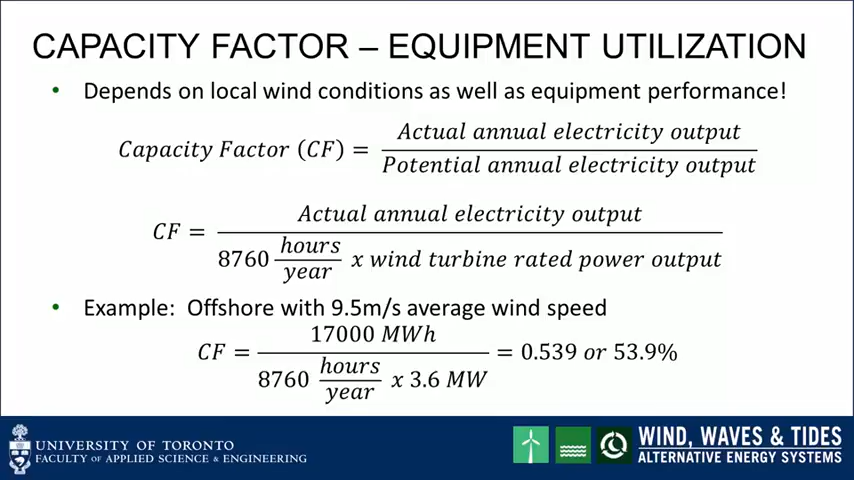 CAPACITY FACTOR – EQUIPMENT UTILIZATION
• Depends on local wind conditions as well as equipment performance!
Capacity Factor (CF) = Actual annual electricity output / Potential annual electricity output
CF = Actual annual electricity output / 8760 hours/year x wind turbine rated power output
• Example: Offshore with 9.5m/s average wind speed
CF = 17000 MWh / 8760 hours/year x 3.6 MW = 0.539 or 53.9%
UNIVERSITY OF TORONTO
FACULTY OF APPLIED SCIENCE & ENGINEERING
WIND, WAVES & TIDES
ALTERNATIVE ENERGY SYSTEMS